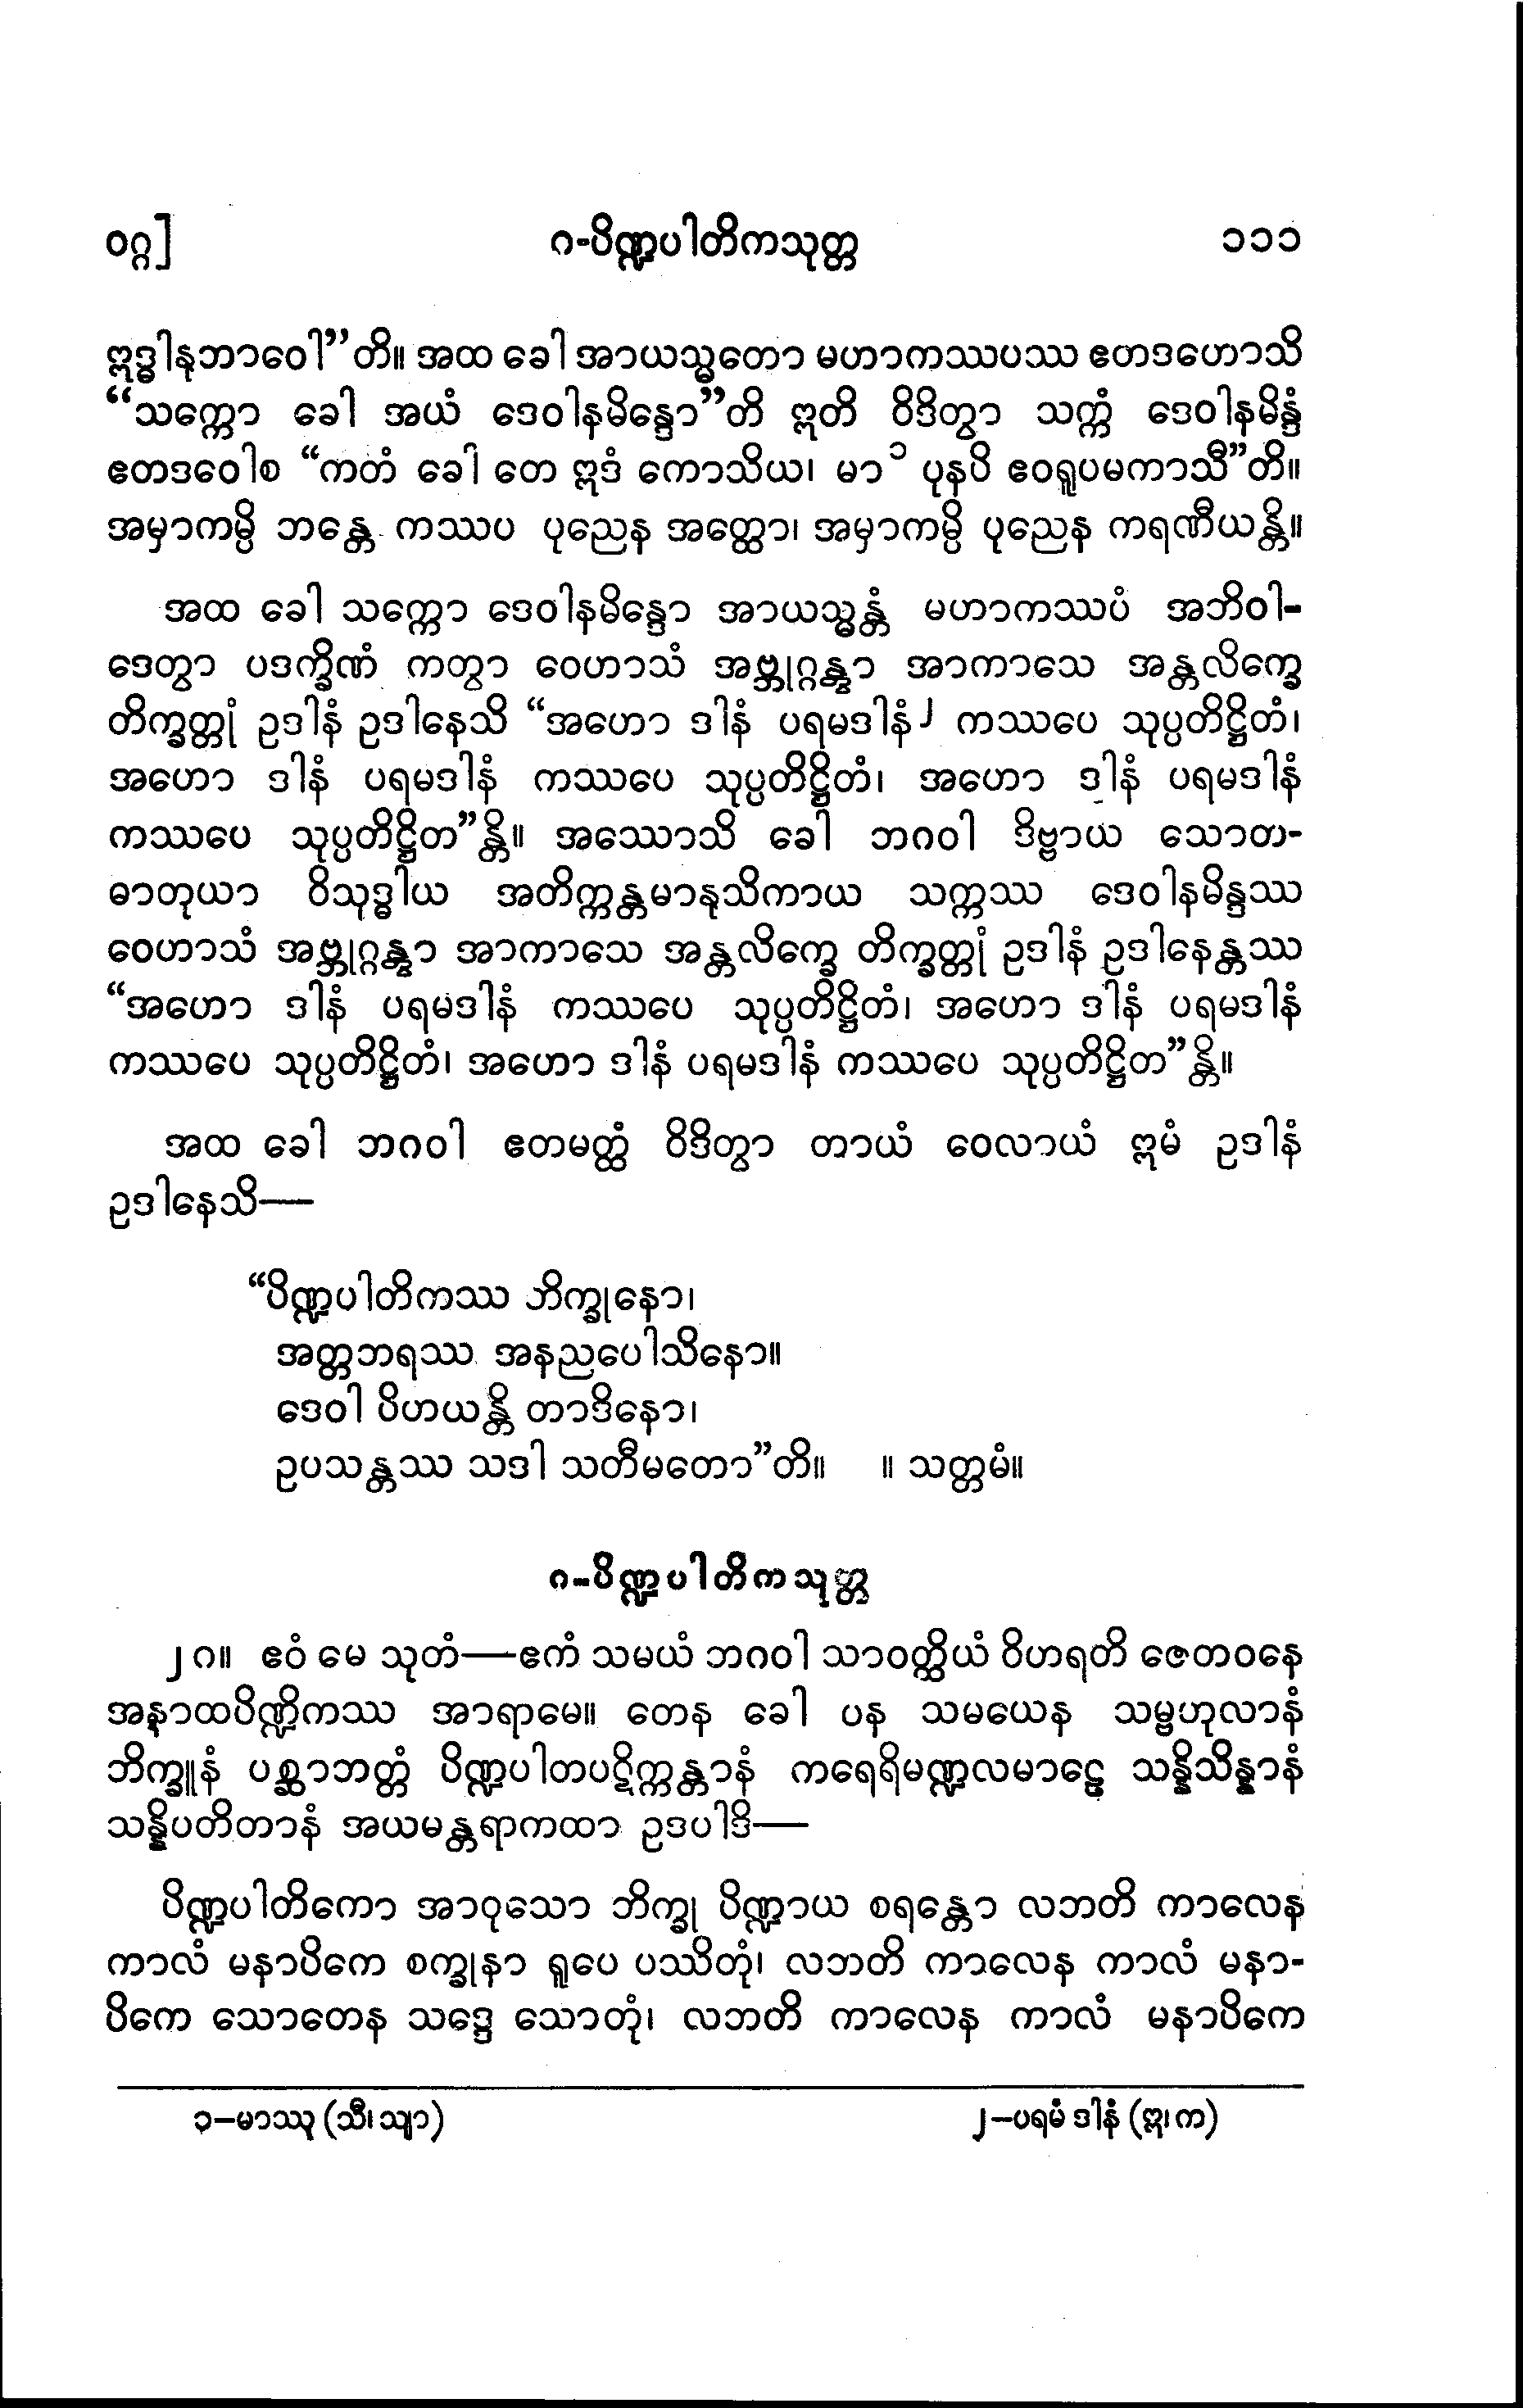 ဝဂ္ဂ]	၈-ပိဏ္ဍပါတိကသုတ္တ	၁၁၁
ဣဒ္ဓါနုဘာဝေါ”တိ။ အထ ခေါ အာယသ္မတော မဟာကဿပဿ ဧတဒဟောသိ
“သက္ကော ခေါ အယံ ဒေဝါနမိန္ဒော”တိ ဣတိ ဝိဒိတွာ သက္ကံ ဒေဝါနမိန္ဒံ
ဧတဒဝေါစ “ကတံ ခေါ တေ ဣဒံ ကောသိယ၊ မာ ၁ ပုနပိ ဧဝရူပမကာသီ”တိ။
အမှာကမ္ပိ ဘန္တေ ကဿပ ပုညေန အတ္ထော၊ အမှာကမ္ပိ ပုညေန ကရဏီယန္တိ။
အထ ခေါ သက္ကော ဒေဝါနမိန္ဒော အာယသ္မန္တံ မဟာကဿပံ အဘိဝါ-
ဒေတွာ ပဒက္ခိဏံ ကတွာ ဝေဟာသံ အဗ္ဘုဂ္ဂန္တွာ အာကာသေ အန္တလိက္ခေ
တိက္ခတ္တုံ ဥဒါနံ ဥဒါနေသိ “အဟော ဒါနံ ပရမဒါနံ ၂ ကဿပေ သုပ္ပတိဋ္ဌိတံ၊
အဟော ဒါနံ ပရမဒါနံ ကဿပေ သုပ္ပတိဋ္ဌိတံ၊ အဟော ဒါနံ ပရမဒါနံ
ကဿပေ သုပ္ပတိဋ္ဌိတ”န္တိ။ အဿောသိ ခေါ ဘဂဝါ ဒိဗ္ဗာယ သောတ-
ဓာတုယာ ဝိသုဒ္ဓါယ အတိက္ကန္တမာနုသိကာယ သက္ကဿ ဒေဝါနမိန္ဒဿ
ဝေဟာသံ အဗ္ဘုဂ္ဂန္တွာ အာကာသေ အန္တလိက္ခေ တိက္ခတ္တုံ ဥဒါနံ ဥဒါနေန္တဿ
“အဟော ဒါနံ ပရမဒါနံ ကဿပေ သုပ္ပတိဋ္ဌိတံ၊ အဟော ဒါနံ ပရမဒါနံ
ကဿပေ သုပ္ပတိဋ္ဌိတံ၊ အဟော ဒါနံ ပရမဒါနံ ကဿပေ သုပ္ပတိဋ္ဌိတ”န္တိ။
အထ ခေါ ဘဂဝါ ဧတမတ္ထံ ဝိဒိတွာ တာယံ ဝေလာယံ ဣမံ ဥဒါနံ
ဥဒါနေသိ—
“ပိဏ္ဍပါတိကဿ ဘိက္ခုနော၊
အတ္တဘရဿ အနညပေါသိနော။
ဒေဝါ ပိဟယန္တိ တာဒိနော၊
ဥပသန္တဿ သဒါ သတီမတော”တိ။ ။ သတ္တမံ။
၈-ပိဏ္ဍပါတိကသုတ္တ
၂၈။ ဧဝံ မေ သုတံ—ဧကံ သမယံ ဘဂဝါ သာဝတ္ထိယံ ဝိဟရတိ ဇေတဝနေ
အနာထပိဏ္ဍိကဿ အာရာမေ။ တေန ခေါ ပန သမယေန သမ္ဗဟုလာနံ
ဘိက္ခူနံ ပစ္ဆာဘတ္တံ ပိဏ္ဍပါတပဋိက္ကန္တာနံ ကရေရိမဏ္ဍလမာဠေ သန္နိသိန္နာနံ
သန္နိပတိတာနံ အယမန္တရာကထာ ဥဒပါဒိ—
ပိဏ္ဍပါတိကော အာဝုသော ဘိက္ခု ပိဏ္ဍာယ စရန္တော လဘတိ ကာလေန
ကာလံ မနာပိကေ စက္ခုနာ ရူပေ ပဿိတုံ၊ လဘတိ ကာလေန ကာလံ မနာ-
ပိကေ သောတေန သဒ္ဒေ သောတုံ၊ လဘတိ ကာလေန ကာလံ မနာပိကေ
၁–မာဿု (သီ၊ သျာ)	၂–ပရမံ ဒါနံ (ဣ၊ က)